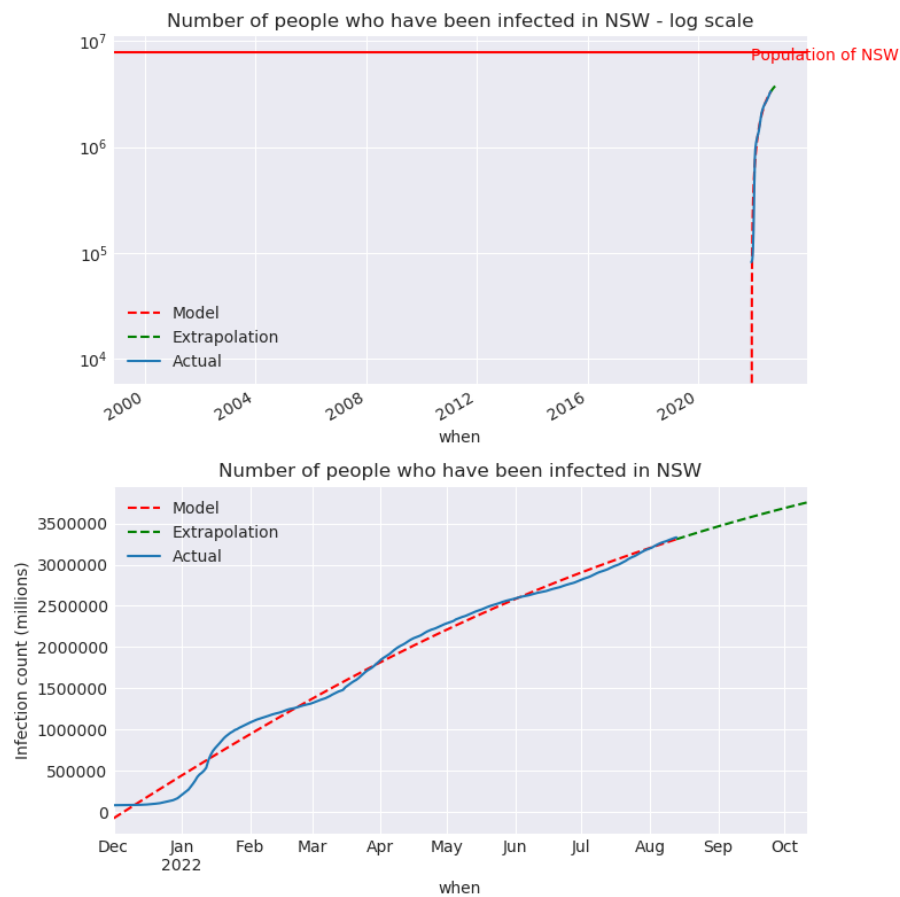 Number of people who have been infected in NSW - log scale
10⁷
Population of NSW
10⁶
10⁵
10⁴
Model
Extrapolation
Actual
2000
2004
2008
2012
2016
2020
when
Number of people who have been infected in NSW
Infection count (millions)
3500000
3000000
2500000
2000000
1500000
1000000
500000
0
Model
Extrapolation
Actual
Dec
Jan
Feb
Mar
Apr
May
Jun
Jul
Aug
Sep
Oct
2022
when